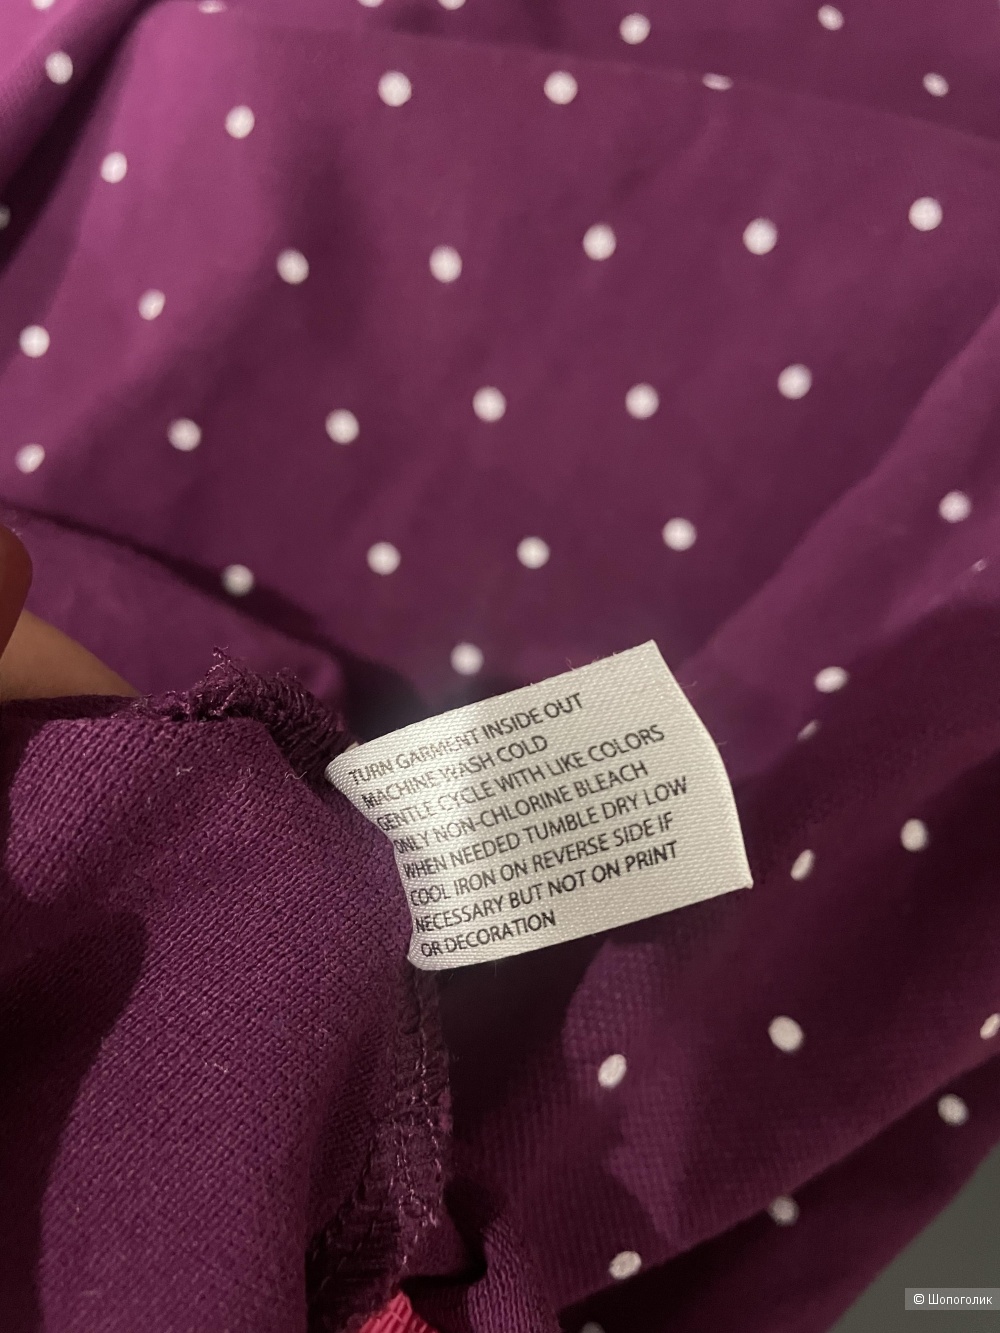 TURN GARMENT INSIDE OUT
MACHINE WASH COLD
GENTLE CYCLE WITH LIKE COLORS
ONLY NON-CHLORINE BLEACH
WHEN NEEDED TUMBLE DRY LOW
COOL IRON ON REVERSE SIDE IF
NECESSARY BUT NOT ON PRINT
OR DECORATION
© Шопоголик